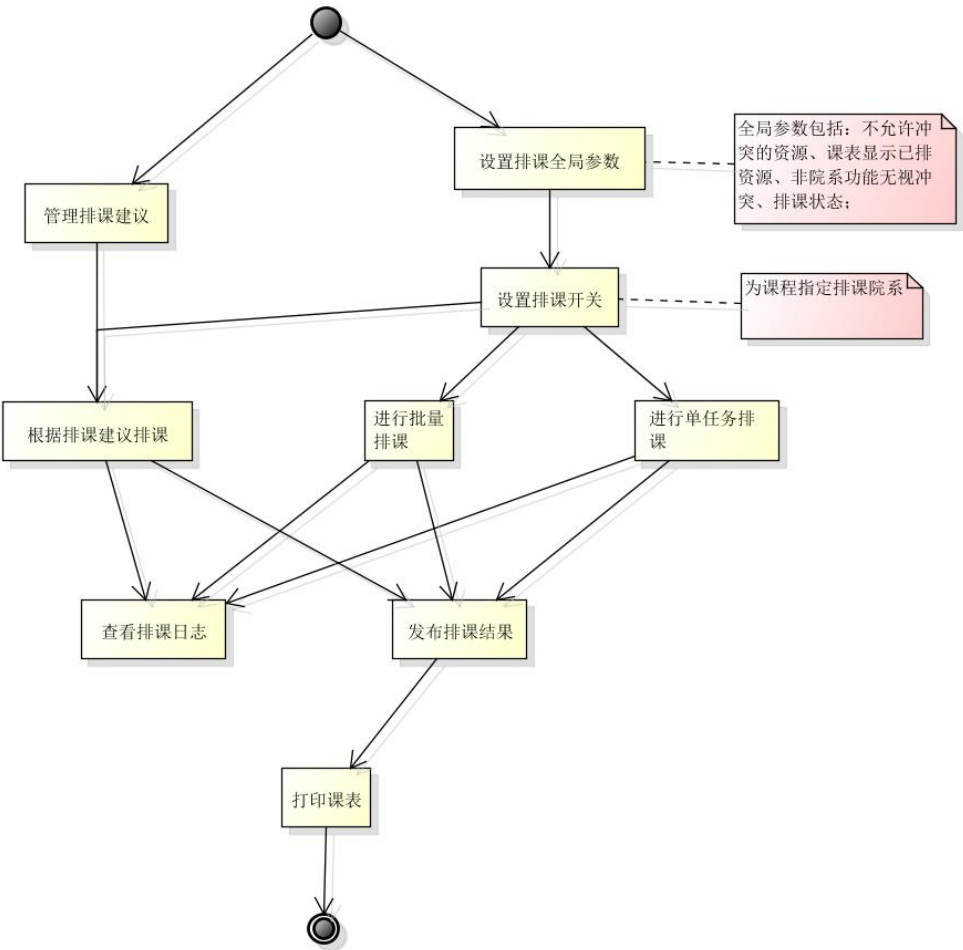 设置排课全局参数
全局参数包括：不允许冲
突的资源、课表显示已排
资源、非院系功能无视冲
突、排课状态；
管理排课建议
设置排课开关
为课程指定排课院系
根据排课建议排课
进行批量
排课
进行单任务排
课
查看排课日志
发布排课结果
打印课表